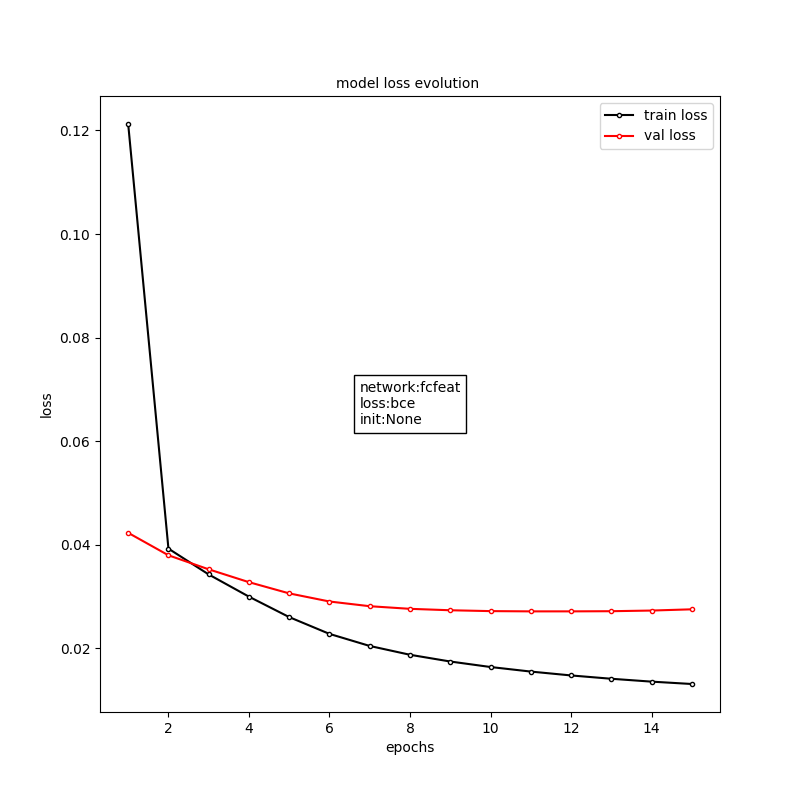 model loss evolution
train loss
val loss
0.12
0.10
0.08
0.06
0.04
0.02
loss
network:fcfeat
loss:bce
init:None
2 4 6 8 10 12 14
epochs